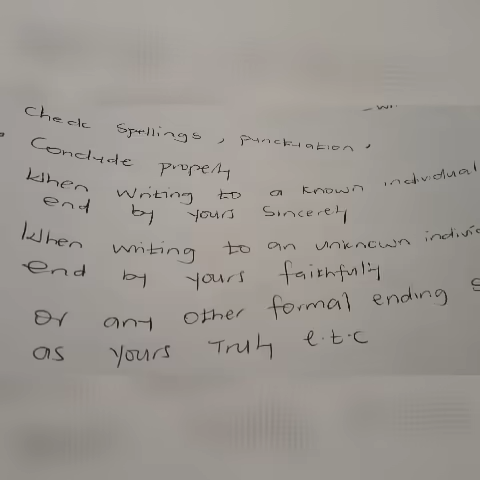 Check spellings, punctuation,
Conclude properly
When writing to a known individual
end by yours sincerely
When writing to an unknown
end by yours faithfully
or any other formal ending
as yours Truly e.t.c